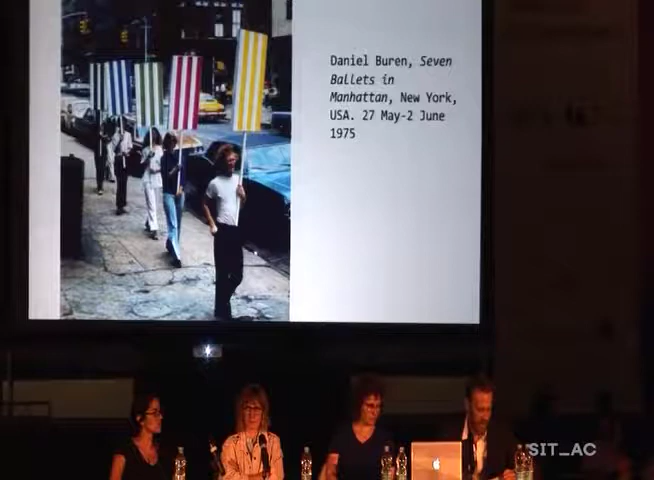 Daniel Buren, Seven
Ballets in
Manhattan, New York,
USA. 27 May-2 June
1975
SIT_AC